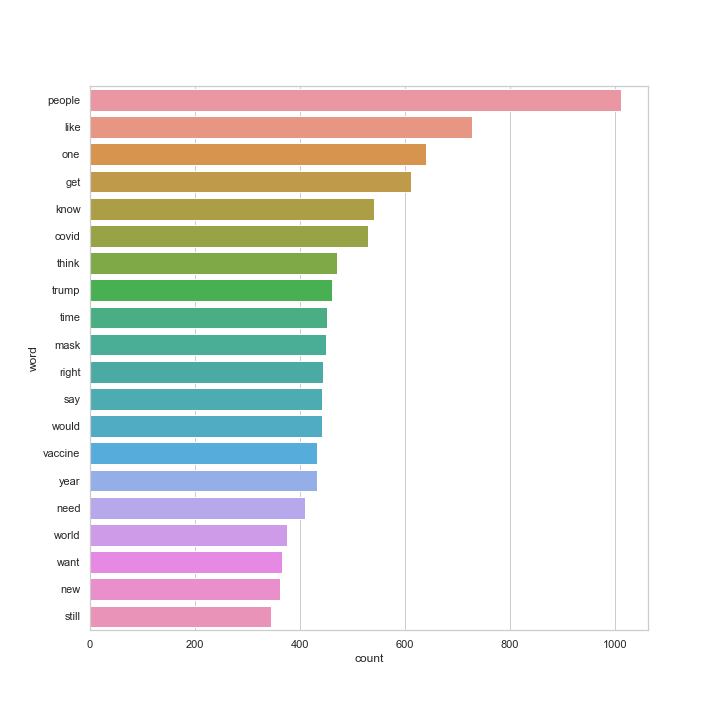 people
like
one
get
know
covid
think
trump
time
mask
right
say
would
vaccine
year
need
world
want
new
still
word
0 200 400 600 800 1000
count